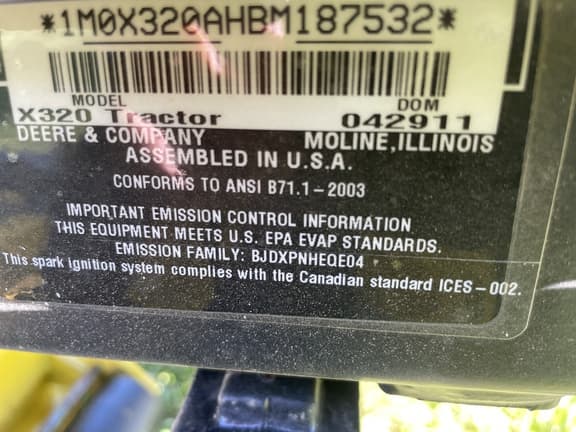 *1M0X320AHBM187532*
MODEL DOM
X320 Tractor 042911
DEERE & COMPANY MOLINE, ILLINOIS
ASSEMBLED IN U.S.A.
CONFORMS TO ANSI B71.1-2003
IMPORTANT EMISSION CONTROL INFORMATION
THIS EQUIPMENT MEETS U.S. EPA EVAP STANDARDS.
EMISSION FAMILY: BJDXPNHEQE04
This spark ignition system complies with the Canadian standard ICES-002.